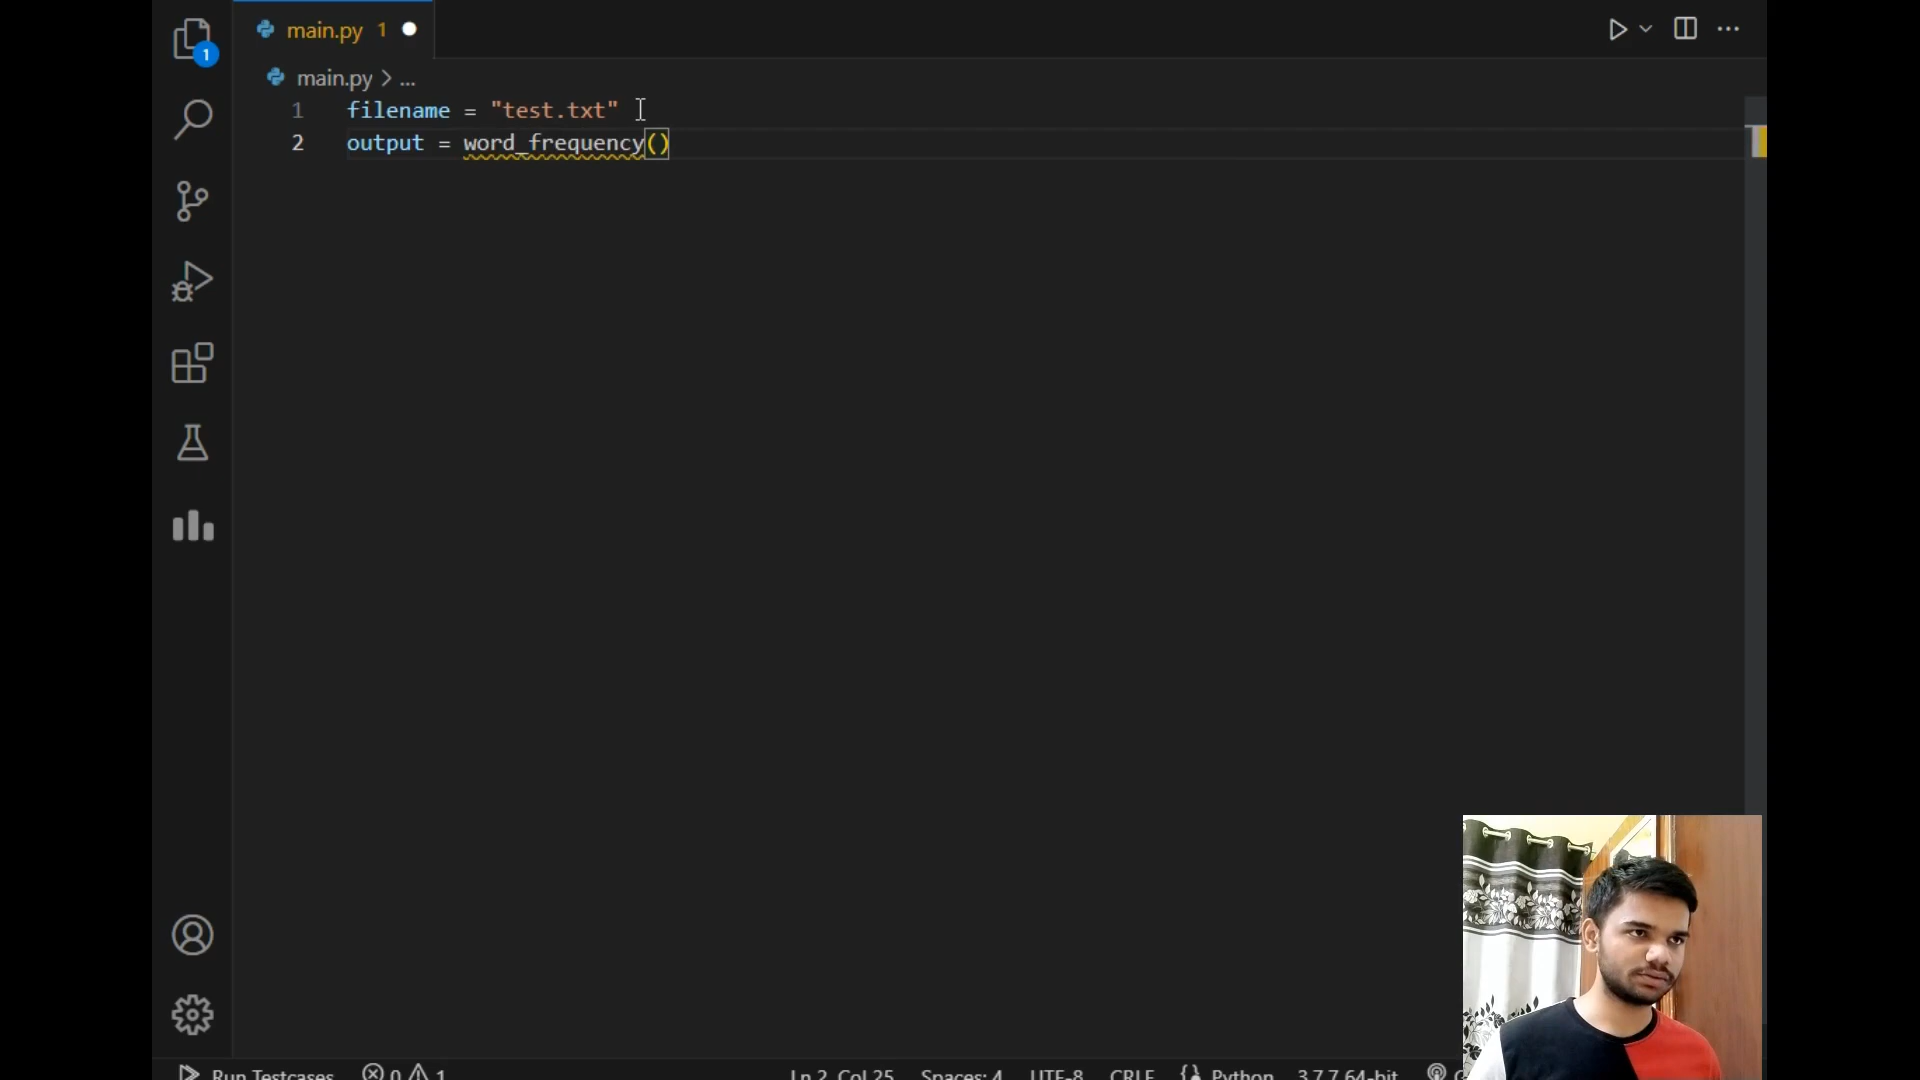 main.py 1
1
main.py > ...
1 filename = "test.txt"
2 output = word_frequency()
Run Testcases 0 1 Ln 2, Col 25 Spaces: 4 UTF-8 CRLF Python 3.7.7 64-bit